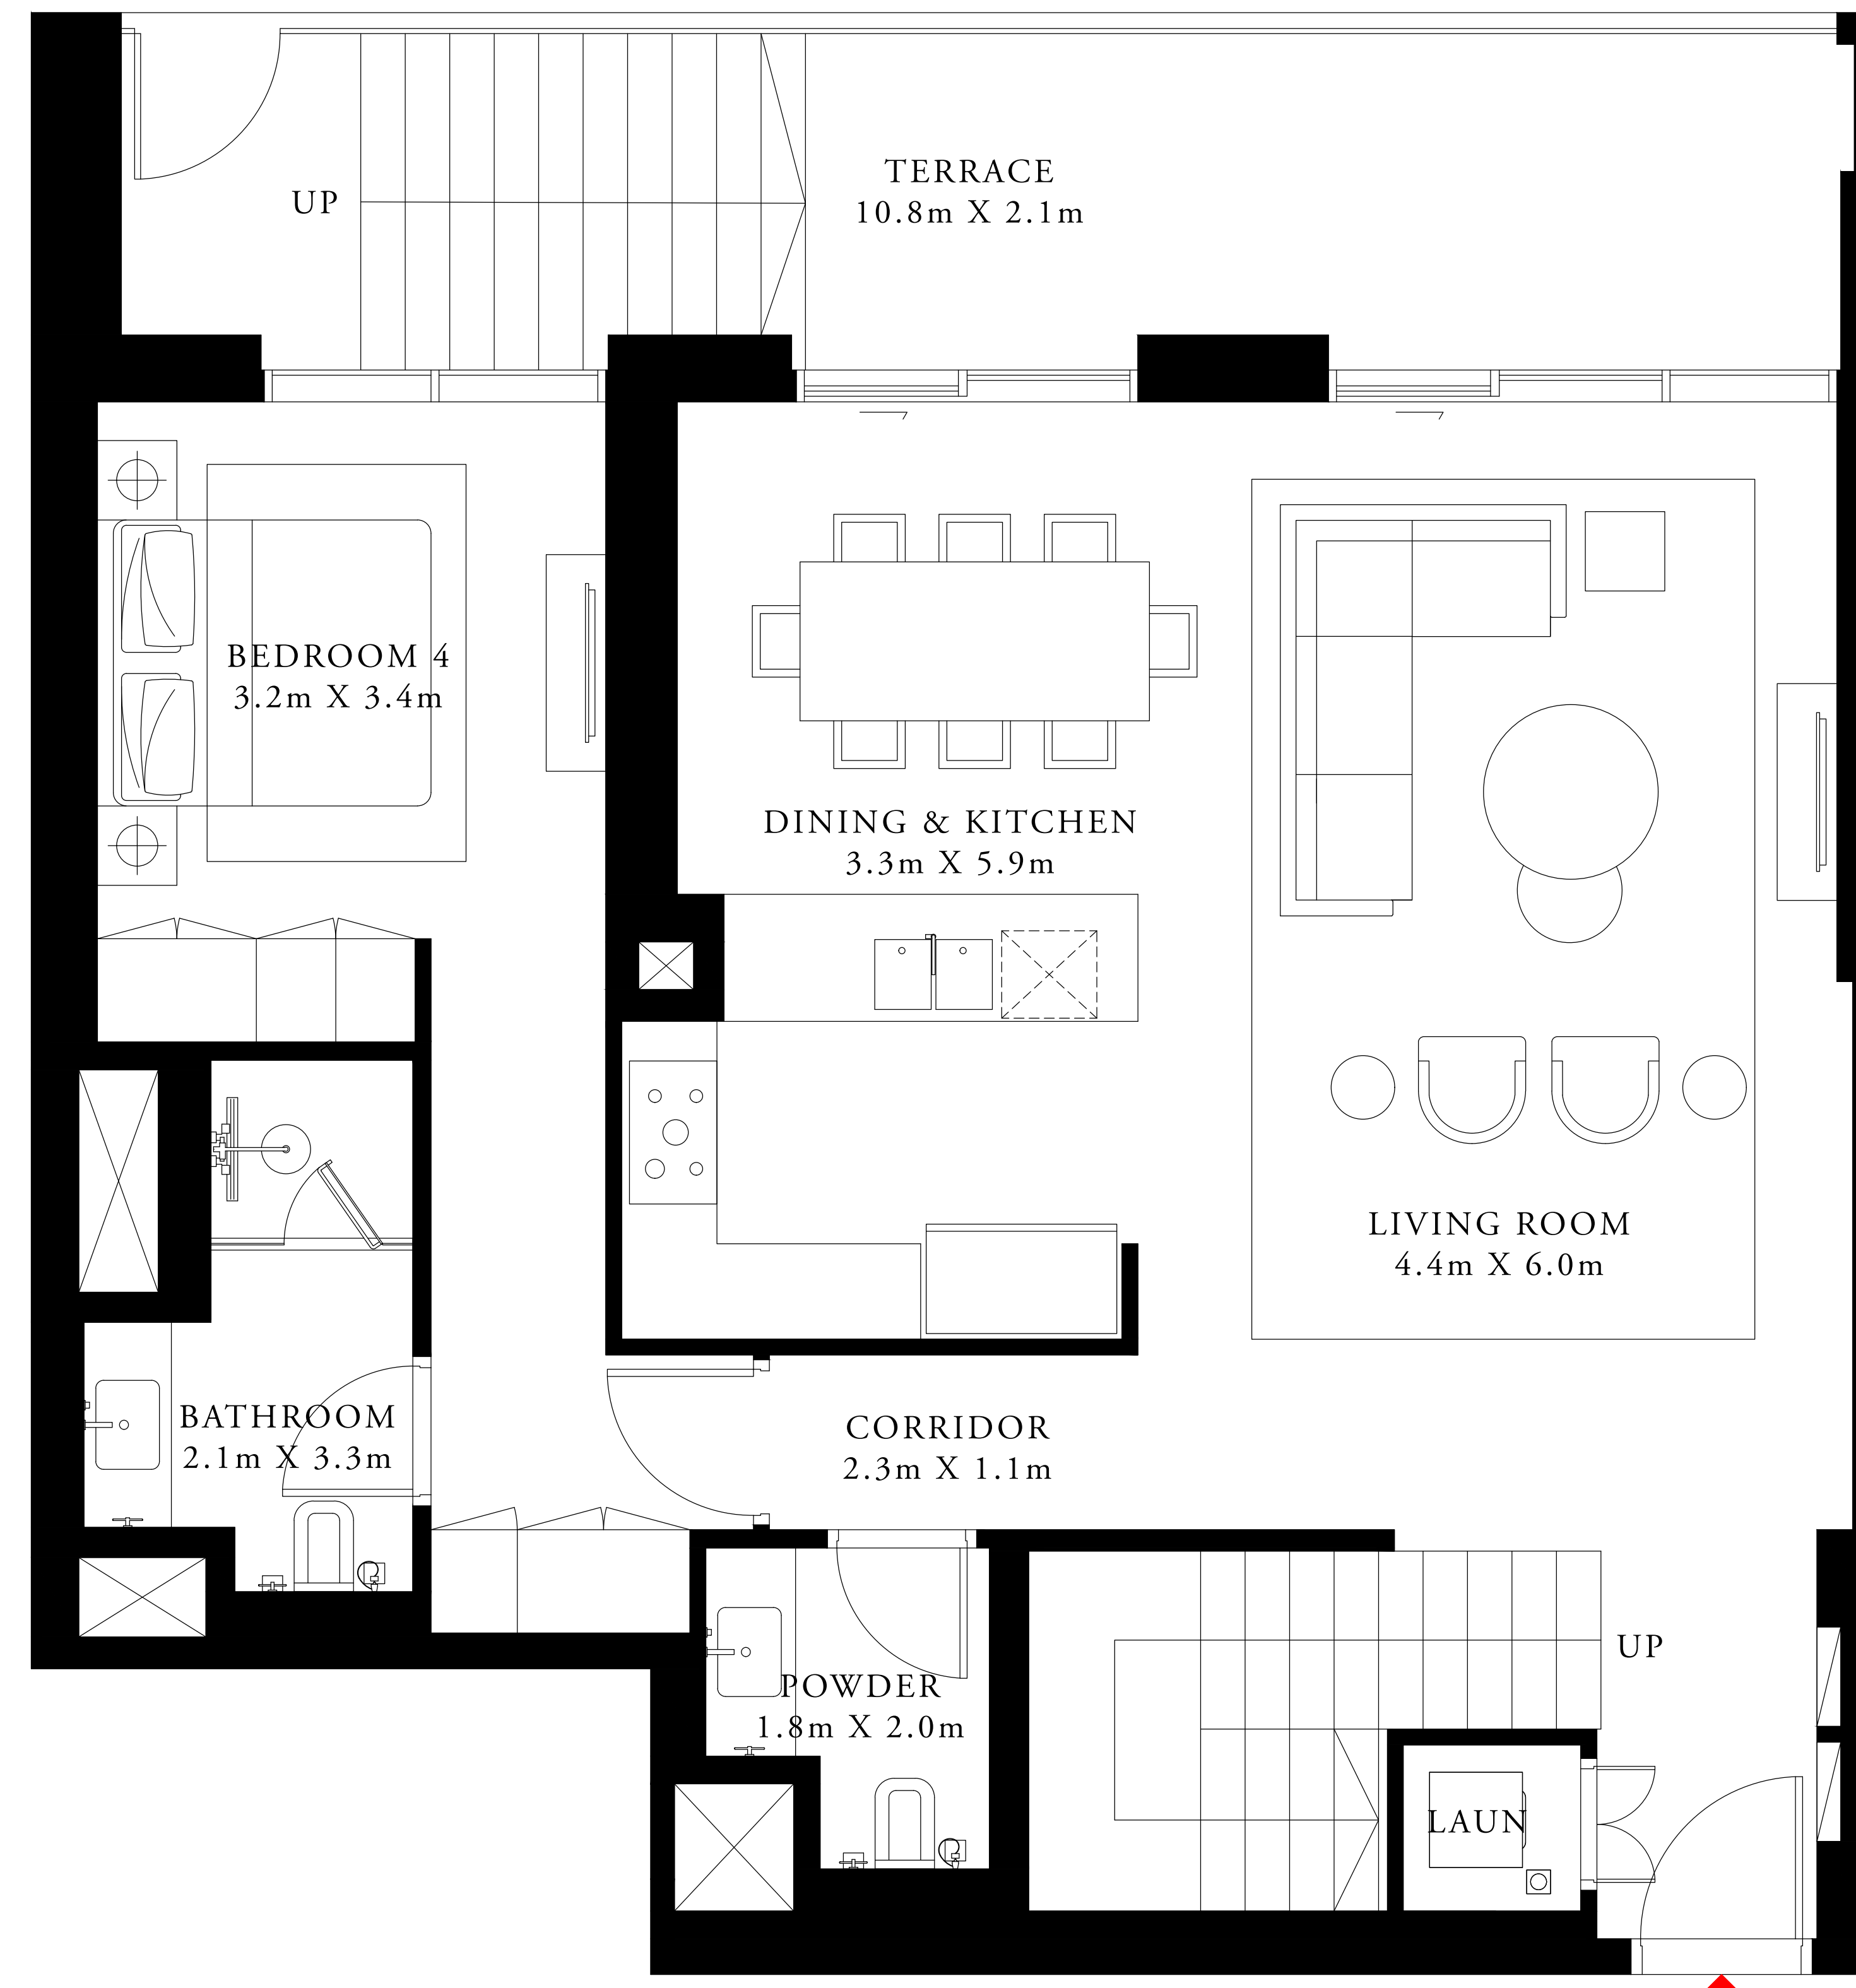 TERRACE
10.8m X 2.1m
UP
BEDROOM 4
3.2m X 3.4m
DINING & KITCHEN
3.3m X 5.9m
LIVING ROOM
4.4m X 6.0m
BATHROOM
2.1m X 3.3m
CORRIDOR
2.3m X 1.1m
UP
POWDER
1.8m X 2.0m
LAUN